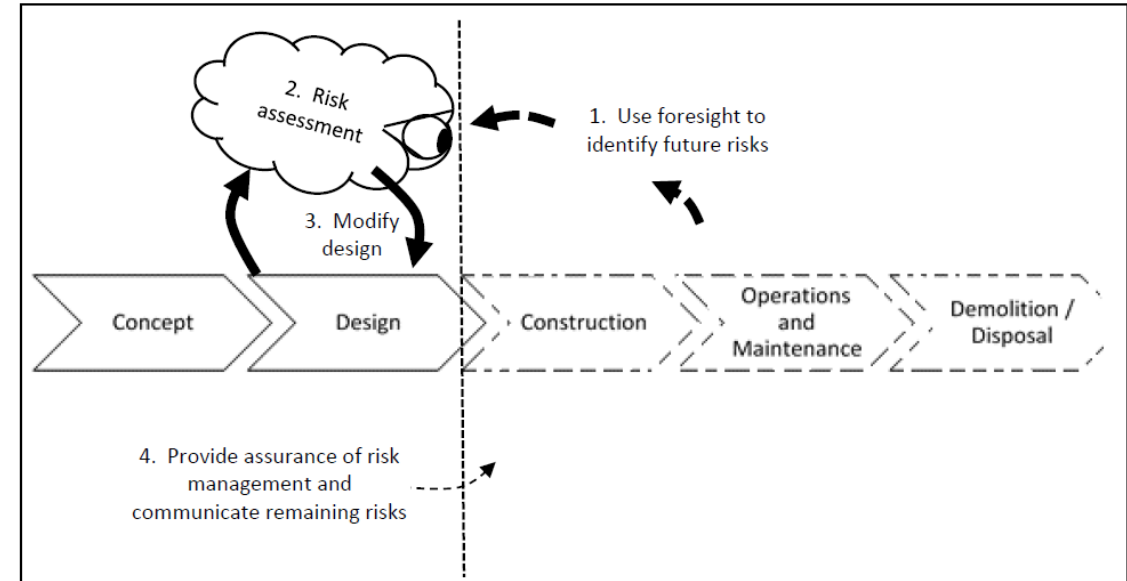 2. Risk
assessment
1. Use foresight to
identify future risks
3. Modify
design
Concept
Design
Construction
Operations
and
Maintenance
Demolition /
Disposal
4. Provide assurance of risk
management and
communicate remaining risks